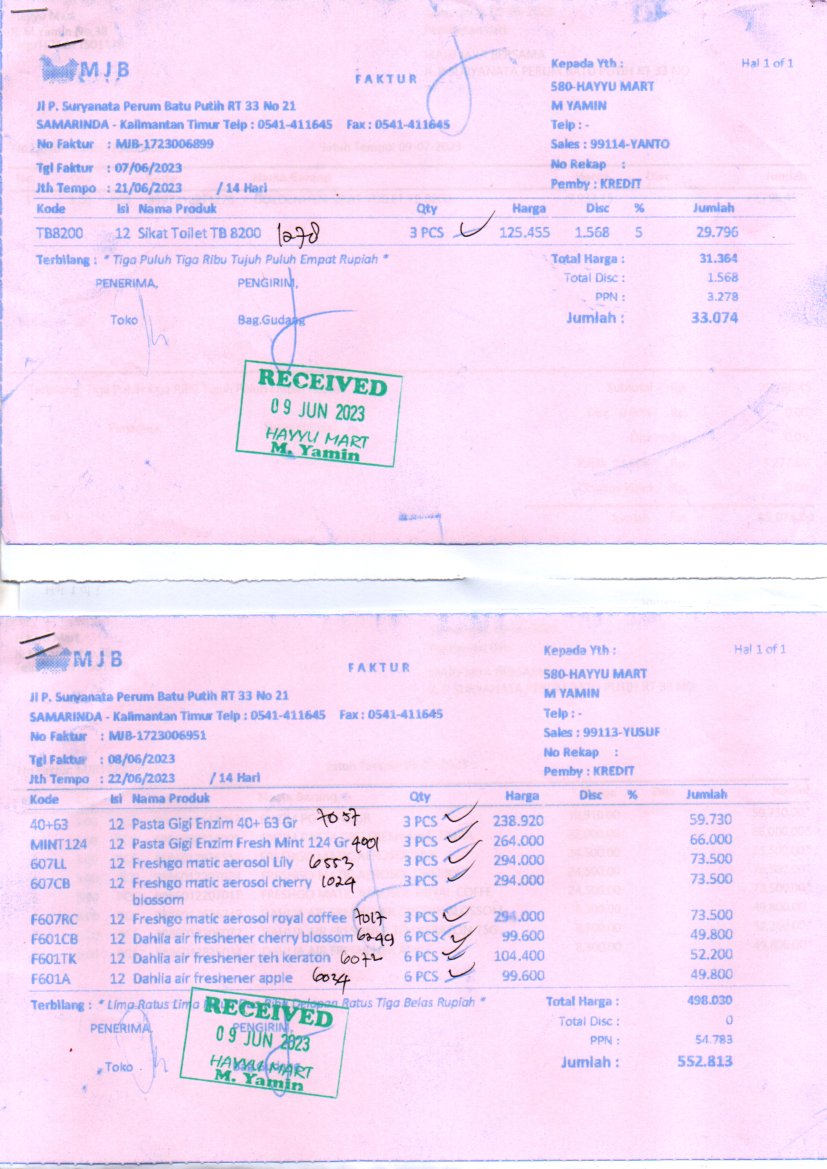 MJB
FAKTUR
Kepada Yth :
Hal 1 of 1
580-HAYYU MART
Jl P. Suryanata Perum Batu Putih RT 33 No 21
M YAMIN
SAMARINDA - Kalimantan Timur Telp : 0541-411645 Fax : 0541-411645
Telp : -
No Faktur : MJB-1723006899
Sales : 99114-YANTO
Tgl Faktur : 07/06/2023
No Rekap :
Jth Tempo : 21/06/2023 / 14 Hari
Pemby : KREDIT
Kode Isi Nama Produk Qty Harga Disc % Jumlah
TB8200 12 Sikat Toilet TB 8200 1278 3 PCS 125.455 1.568 5 29.796
Terbilang : * Tiga Puluh Tiga Ribu Tujuh Puluh Empat Rupiah *
Total Harga : 31.364
PENERIMA, PENGIRIM,
Total Disc : 1.568
PPN : 3.278
Toko Bag.Gudang
Jumlah : 33.074
RECEIVED
09 JUN 2023
HAYYU MART
M. Yamin
MJB
FAKTUR
Kepada Yth :
Hal 1 of 1
580-HAYYU MART
Jl P. Suryanata Perum Batu Putih RT 33 No 21
M YAMIN
SAMARINDA - Kalimantan Timur Telp : 0541-411645 Fax : 0541-411645
Telp : -
No Faktur : MJB-1723006951
Sales : 99113-YUSUF
Tgl Faktur : 08/06/2023
No Rekap :
Jth Tempo : 22/06/2023 / 14 Hari
Pemby : KREDIT
Kode Isi Nama Produk Qty Harga Disc % Jumlah
40+63 12 Pasta Gigi Enzim 40+ 63 Gr 7057 3 PCS 238.920 59.730
MINT124 12 Pasta Gigi Enzim Fresh Mint 124 Gr 4001 3 PCS 264.000 66.000
607LL 12 Freshgo matic aerosol Lily 6553 3 PCS 294.000 73.500
607CB 12 Freshgo matic aerosol cherry 1024 3 PCS 294.000 73.500
blossom
F607RC 12 Freshgo matic aerosol royal coffee 7017 3 PCS 294.000 73.500
F601CB 12 Dahlia air freshener cherry blossom 6249 6 PCS 99.600 49.800
F601TK 12 Dahlia air freshener teh keraton 6072 6 PCS 104.400 52.200
F601A 12 Dahlia air freshener apple 6024 6 PCS 99.600 49.800
Terbilang : * Lima Ratus Lima Ratus Tiga Belas Rupiah *
Total Harga : 498.030
PENERIMA, PENGIRIM,
Total Disc : 0
PPN : 54.783
Toko
Jumlah : 552.813
RECEIVED
09 JUN 2023
HAYYU MART
M. Yamin